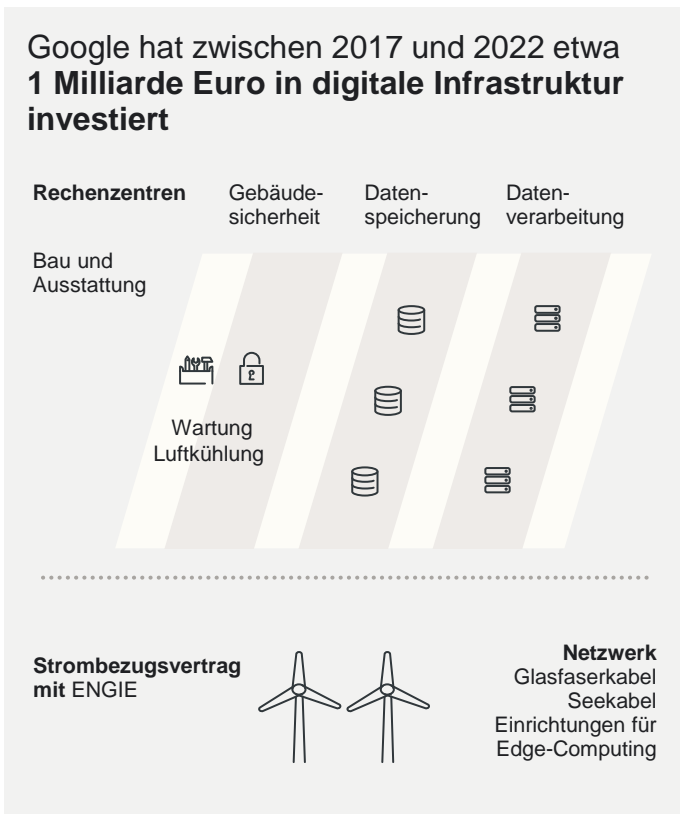 Google hat zwischen 2017 und 2022 etwa
1 Milliarde Euro in digitale Infrastruktur
investiert
Rechenzentren
Gebäude-
sicherheit
Daten-
speicherung
Daten-
verarbeitung
Bau und
Ausstattung
Wartung
Luftkühlung
Strombezugsvertrag
mit ENGIE
Netzwerk
Glasfaserkabel
Seekabel
Einrichtungen für
Edge-Computing